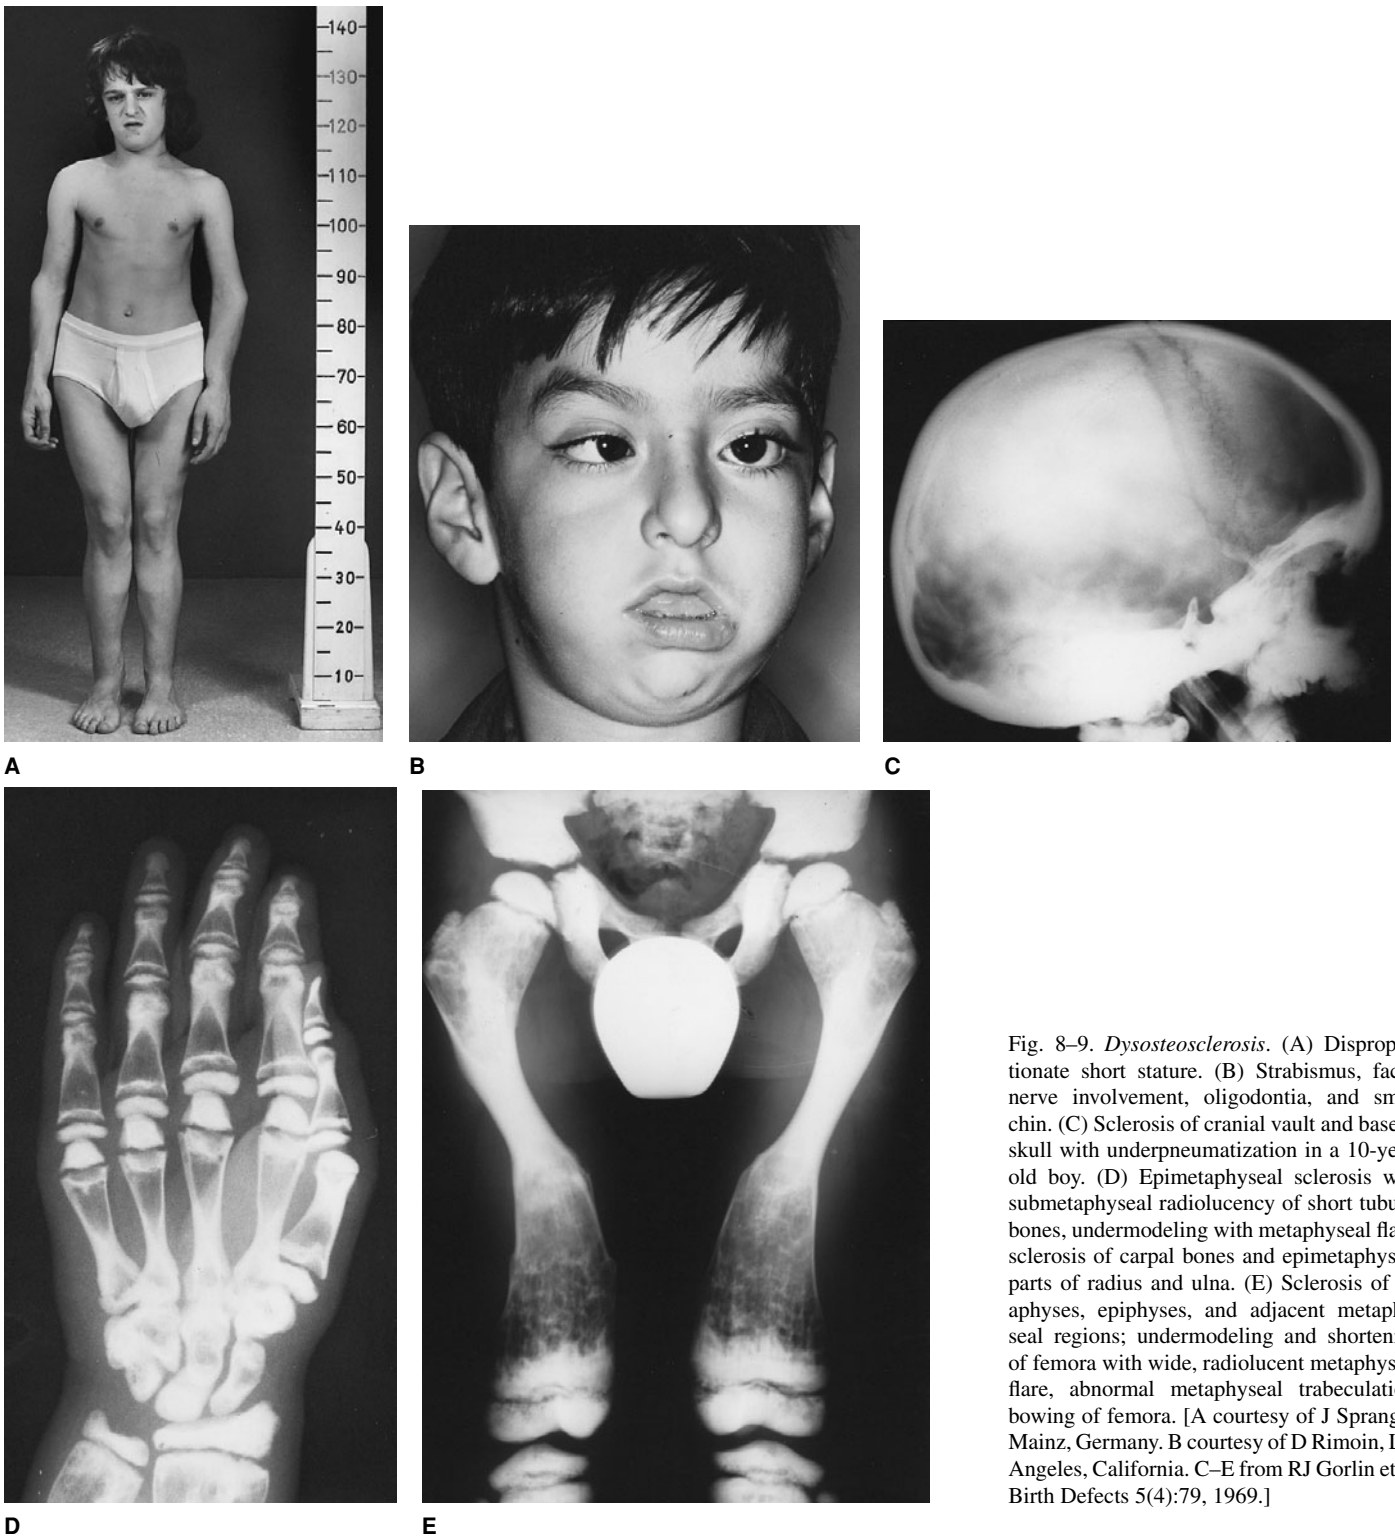 140
130
120
110
100
90
80
70
60
50
40
30
20
10
A
B
C
D
E
Fig. 8–9. Dysosteosclerosis. (A) Disprop
tionate short stature. (B) Strabismus, fac
nerve involvement, oligodontia, and sm
chin. (C) Sclerosis of cranial vault and base
skull with underpneumatization in a 10-ye
old boy. (D) Epimetaphyseal sclerosis w
submetaphyseal radiolucency of short tubu
bones, undermodeling with metaphyseal fla
sclerosis of carpal bones and epimetaphys
parts of radius and ulna. (E) Sclerosis of
aphyses, epiphyses, and adjacent metaph
seal regions; undermodeling and shorteni
of femora with wide, radiolucent metaphys
flare, abnormal metaphyseal trabeculati
bowing of femora. [A courtesy of J Sprang
Mainz, Germany. B courtesy of D Rimoin, L
Angeles, California. C–E from RJ Gorlin et
Birth Defects 5(4):79, 1969.]